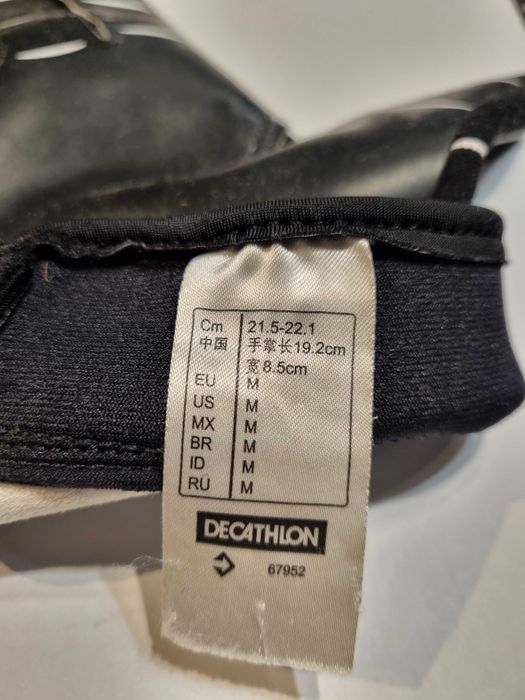 Cm 21.5-22.1
中国 手掌长19.2cm
宽8.5cm
EU M
US M
MX M
BR M
ID M
RU M
DECATHLON
67952